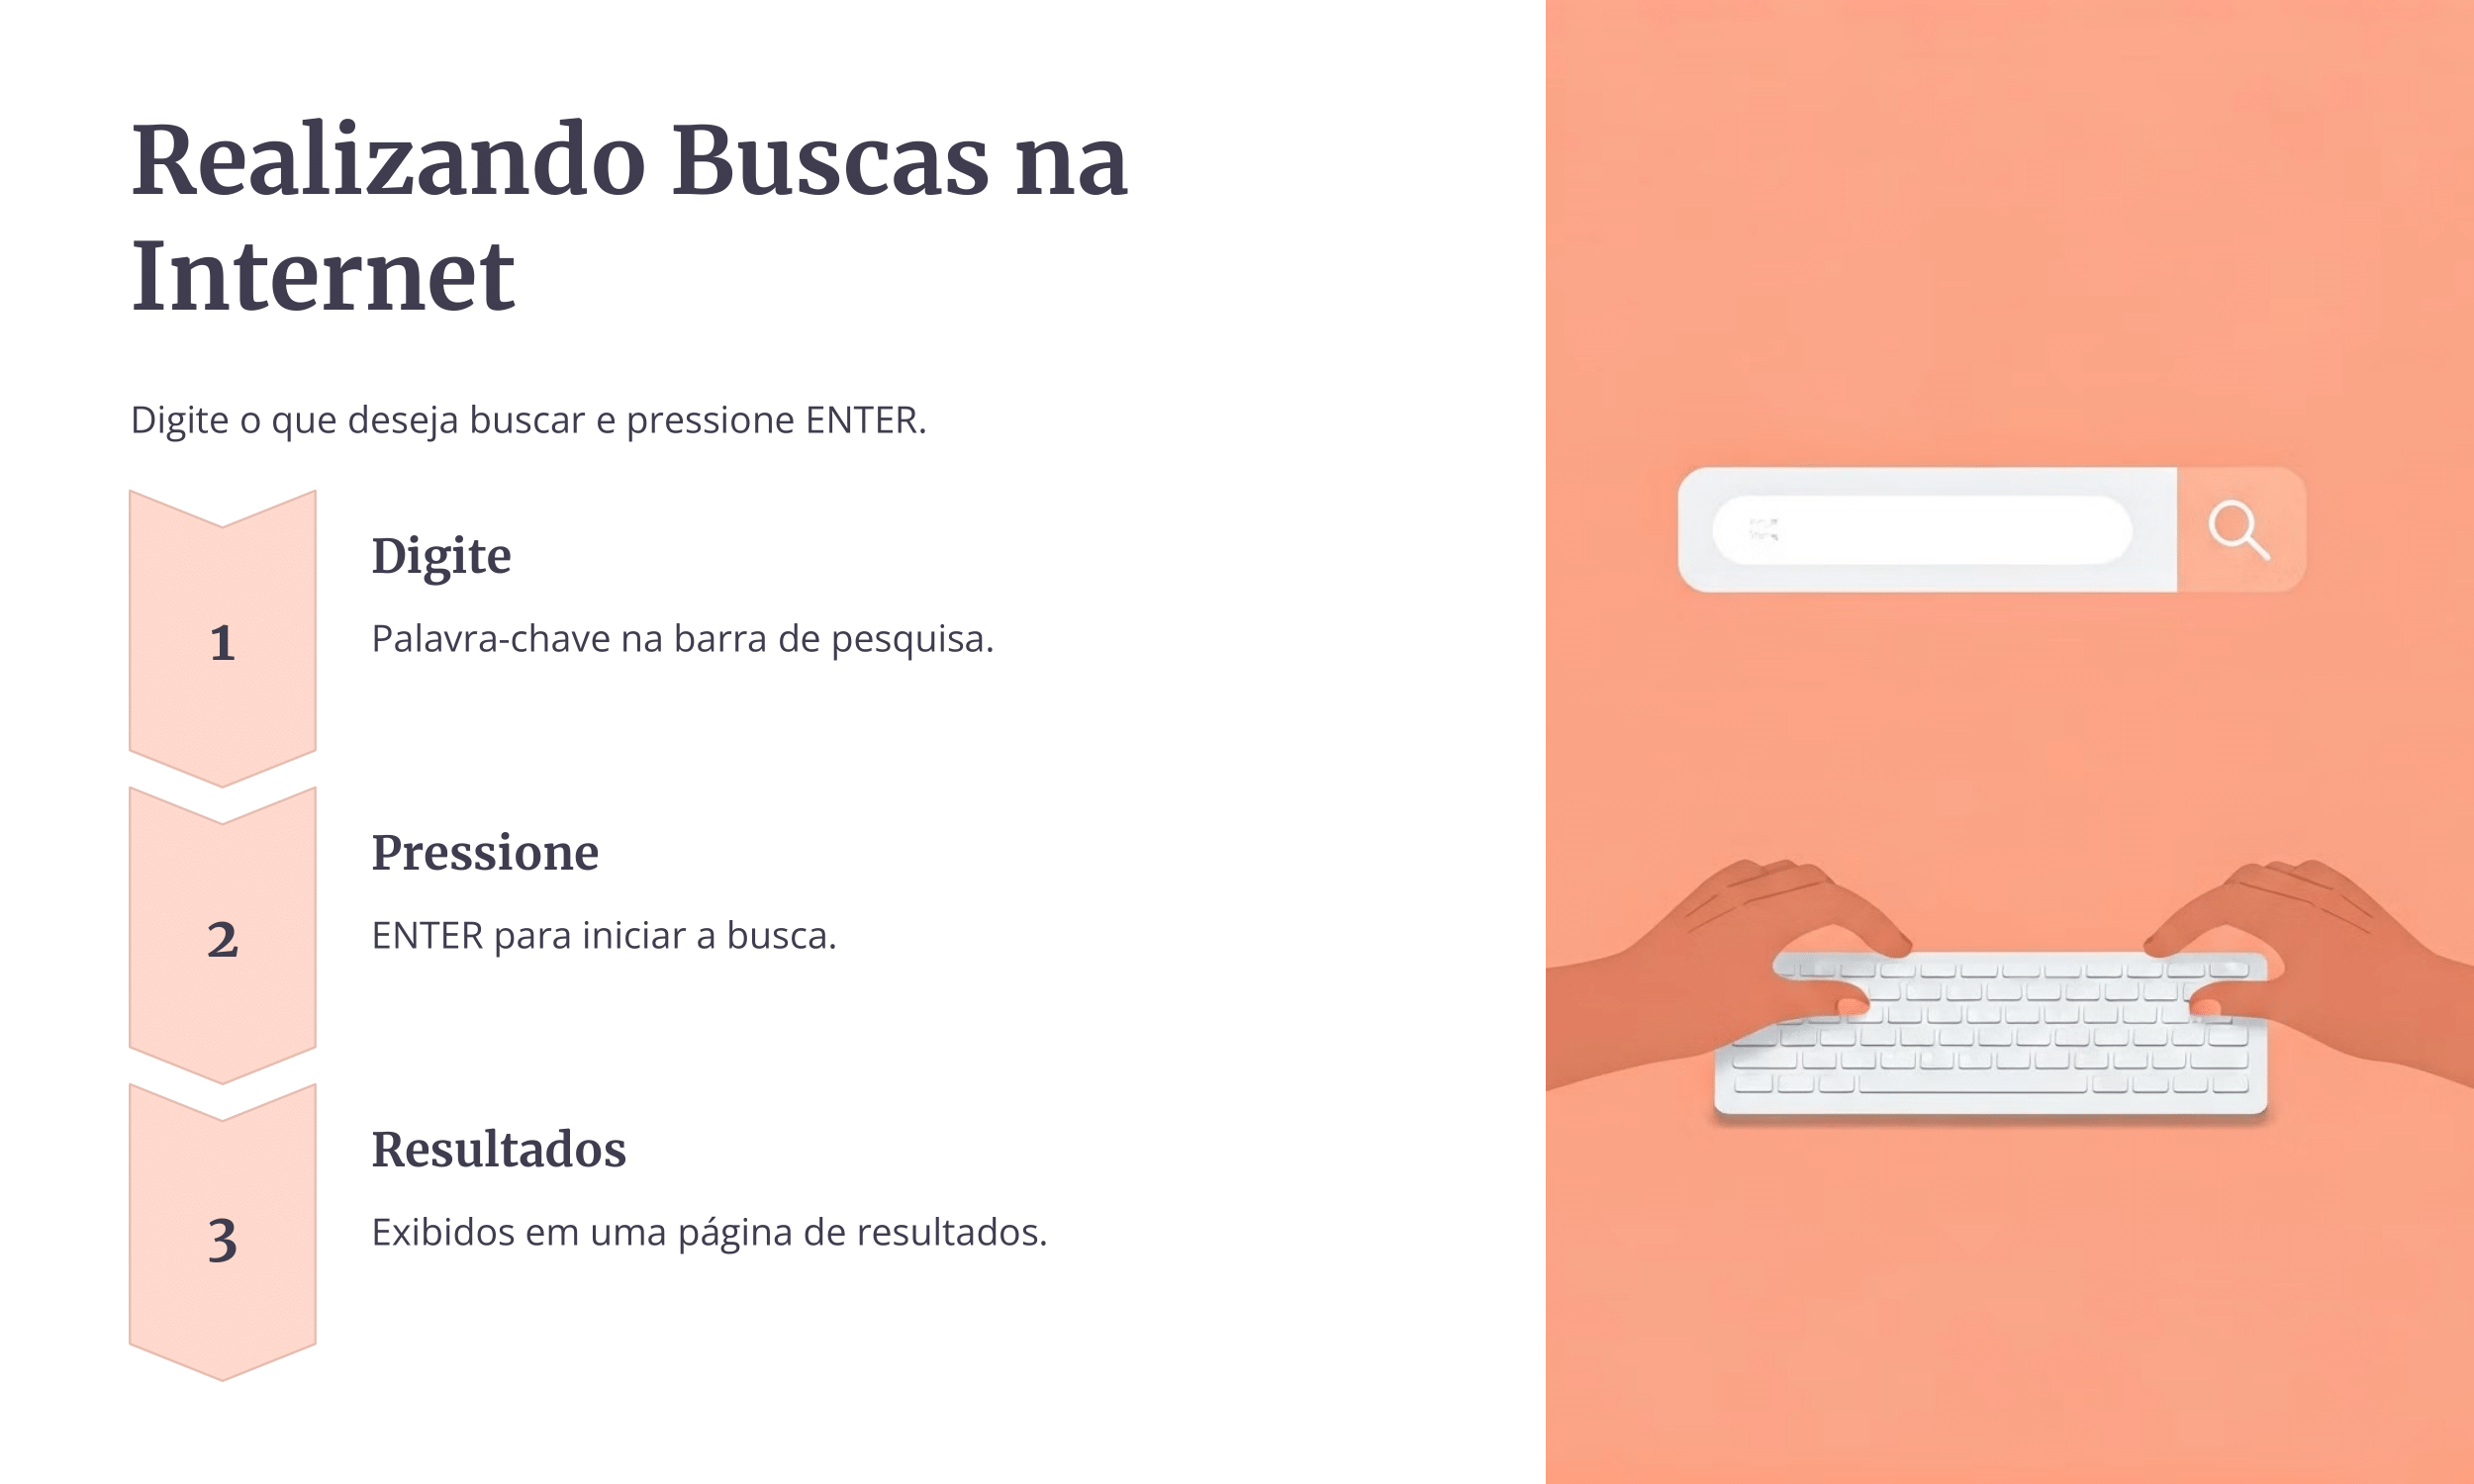 Realizando Buscas na
Internet
Digite o que deseja buscar e pressione ENTER.
1
Digite
Palavra-chave na barra de pesquisa.
2
Pressione
ENTER para iniciar a busca.
3
Resultados
Exibidos em uma página de resultados.